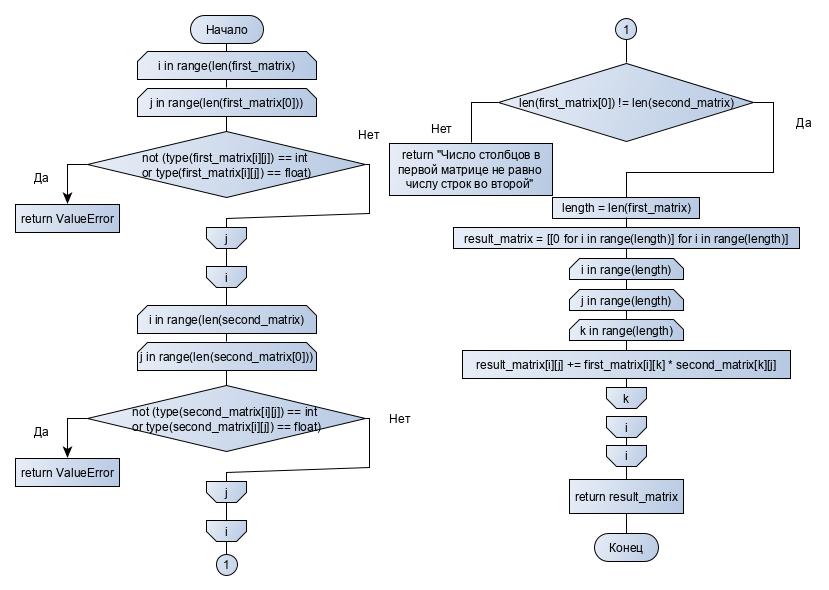 Начало
i in range(len(first_matrix)
j in range(len(first_matrix[0]))
not (type(first_matrix[i][j]) == int
or type(first_matrix[i][j]) == float)
Нет
Да
return ValueError
j
i
i in range(len(second_matrix)
j in range(len(second_matrix[0]))
not (type(second_matrix[i][j]) == int
or type(second_matrix[i][j]) == float)
Нет
Да
return ValueError
j
i
1
1
len(first_matrix[0]) != len(second_matrix)
Нет
Да
return "Число столбцов в
первой матрице не равно
числу строк во второй"
length = len(first_matrix)
result_matrix = [[0 for i in range(length)] for i in range(length)]
i in range(length)
j in range(length)
k in range(length)
result_matrix[i][j] += first_matrix[i][k] * second_matrix[k][j]
k
i
i
return result_matrix
Конец